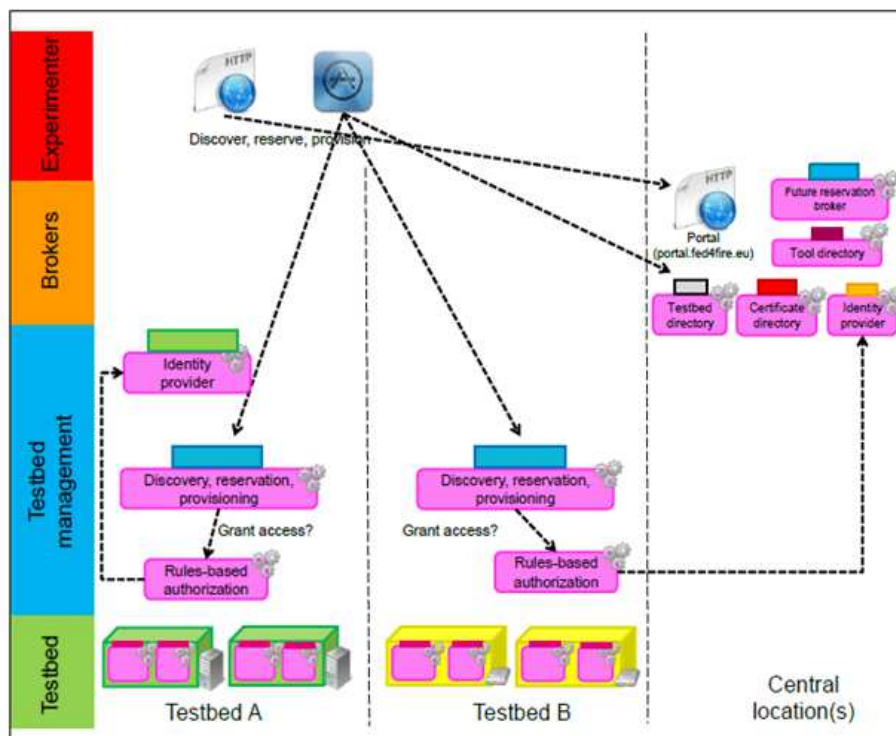 Experimenter
HTTP
Discover, reserve, provision
Brokers
HTTP
Portal
(portal.fed4fire.eu)
Future reservation
broker
Tool directory
Testbed
directory
Certificate
directory
Identity
provider
Testbed
management
Identity
provider
Discovery, reservation,
provisioning
Grant access?
Rules-based
authorization
Discovery, reservation,
provisioning
Grant access?
Rules-based
authorization
Testbed
Testbed A
Testbed B
Central
location(s)